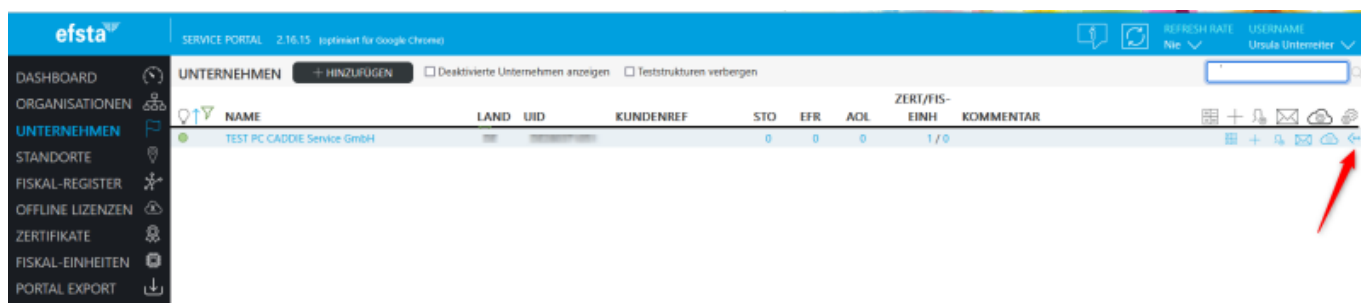 efsta
SERVICE PORTAL 2.16.15 (optimiert für Google Chrome)
REFRESH RATE
Nie
USERNAME
Ursula Unterreiter
DASHBOARD
ORGANISATIONEN
UNTERNEHMEN
STANDORTE
FISKAL-REGISTER
OFFLINE LIZENZEN
ZERTIFIKATE
FISKAL-EINHEITEN
PORTAL EXPORT
UNTERNEHMEN + HINZUFÜGEN Deaktivierte Unternehmen anzeigen Teststrukturen verbergen
ZERT/FIS-
NAME LAND UID KUNDENREF STO EFR AOL EINH KOMMENTAR
TEST PC CADDIE Service GmbH 0 0 0 1 / 0